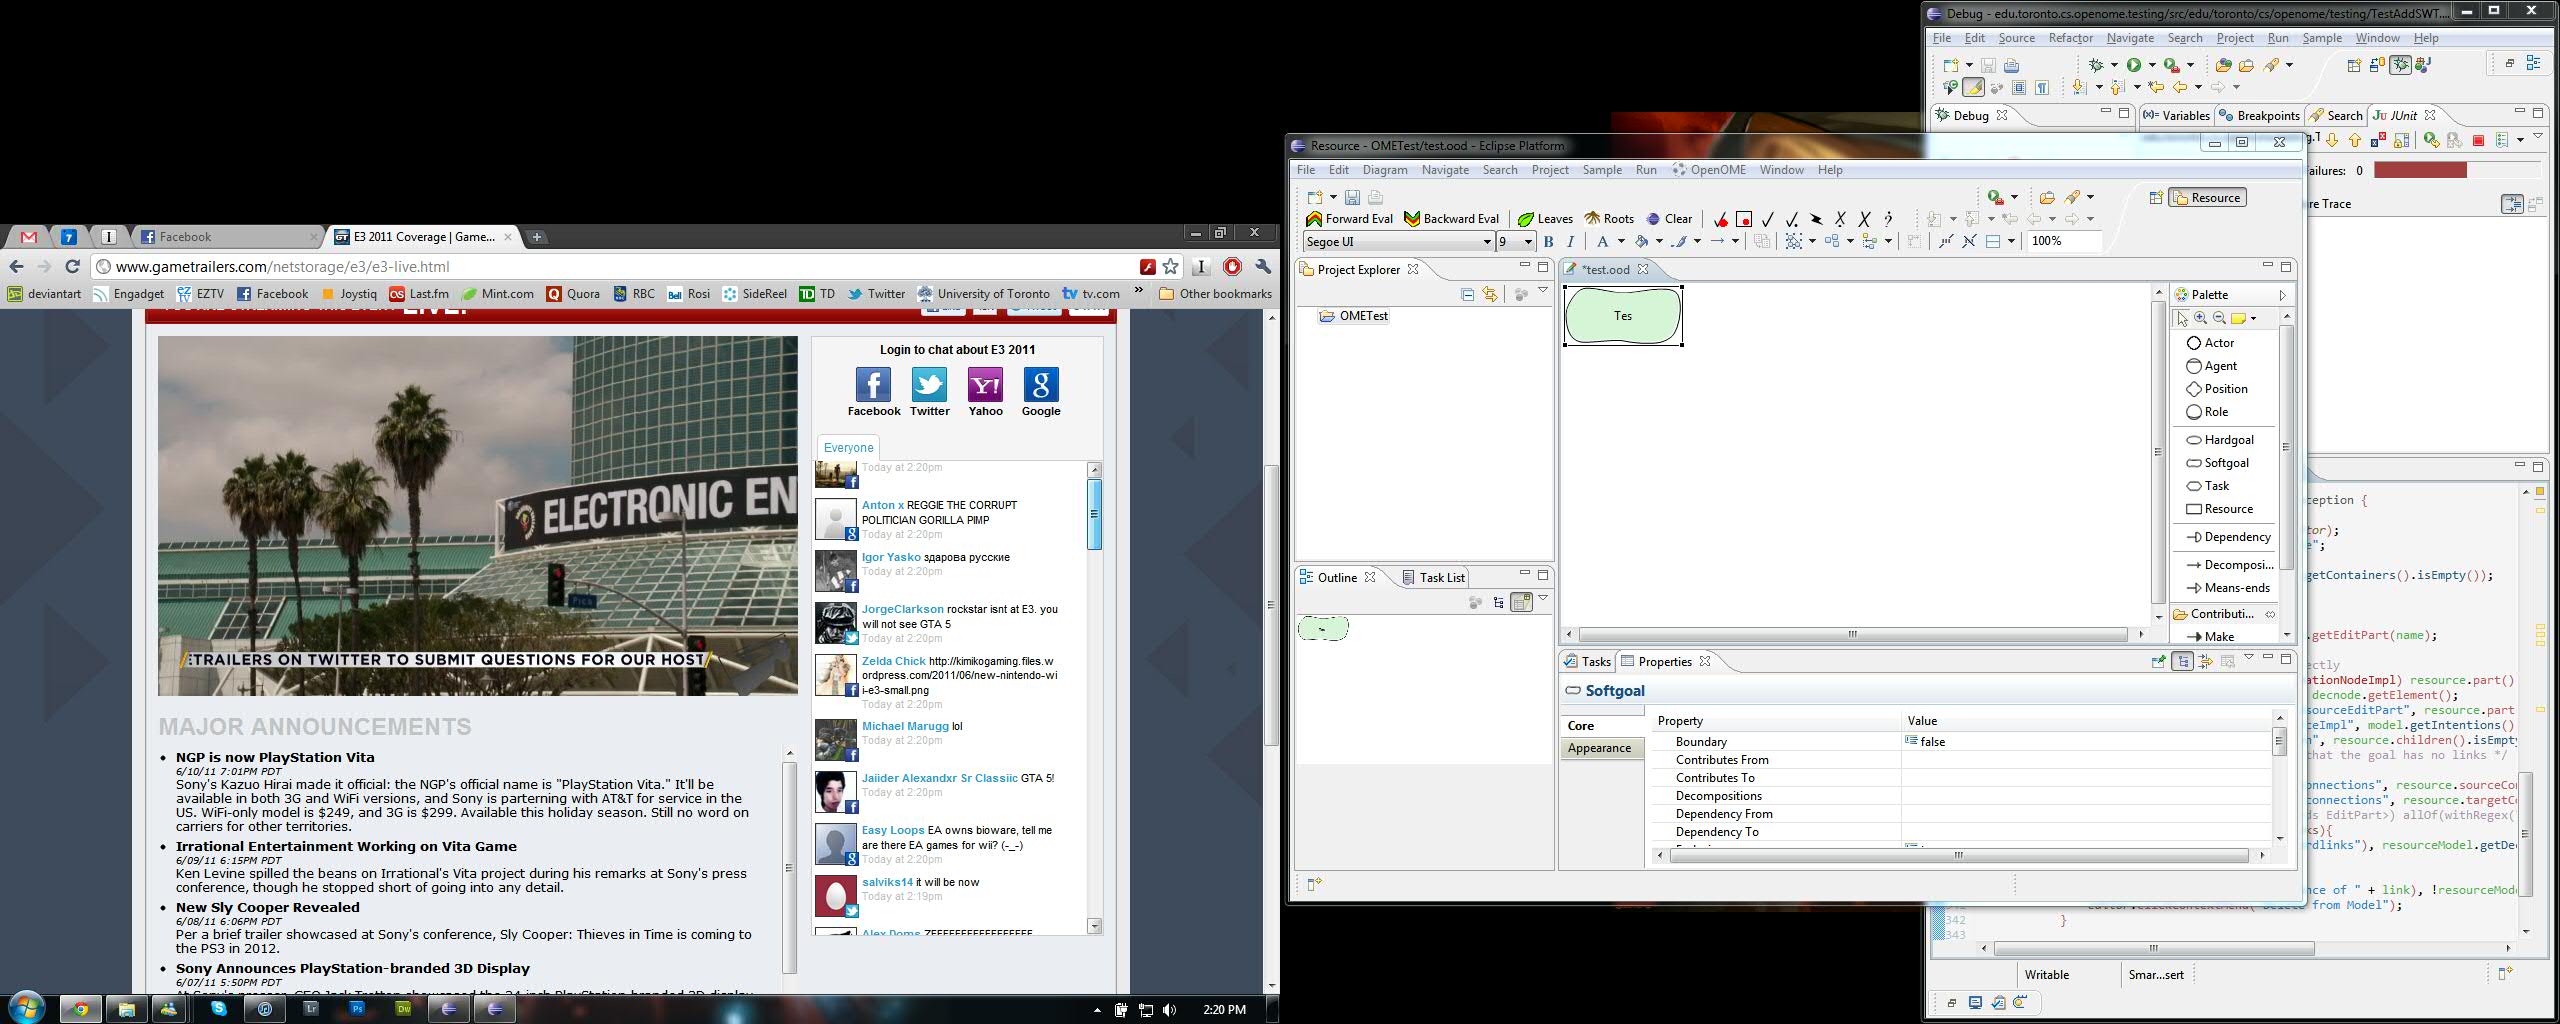 Facebook
E3 2011 Coverage | Game...
www.gametrailers.com/netstorage/e3/e3-live.html
deviantart
Engadget
EZTV
Facebook
Joystiq
Last.fm
Mint.com
Quora
RBC
Rosi
SideReel
TD
Twitter
University of Toronto
tv.com
»
Other bookmarks
ELECTRONIC EN
ETRAILERS ON TWITTER TO SUBMIT QUESTIONS FOR OUR HOST
MAJOR ANNOUNCEMENTS
NGP is now PlayStation Vita
6/10/11 7:01PM PDT
Sony's Kazuo Hirai made it official: the NGP's official name is "PlayStation Vita." It'll be
available in both 3G and WiFi versions, and Sony is parterning with AT&T for service in the
US. WiFi-only model is $249, and 3G is $299. Available this holiday season. Still no word on
carriers for other territories.
Irrational Entertainment Working on Vita Game
6/09/11 6:15PM PDT
Ken Levine spilled the beans on Irrational's Vita project during his remarks at Sony's press
conference, though he stopped short of going into any detail.
New Sly Cooper Revealed
6/08/11 6:06PM PDT
Per a brief trailer showcased at Sony's conference, Sly Cooper: Thieves in Time is coming to
the PS3 in 2012.
Sony Announces PlayStation-branded 3D Display
6/07/11 5:50PM PDT
Login to chat about E3 2011
Facebook Twitter Yahoo Google
Everyone
Today at 2:20pm
Anton x REGGIE THE CORRUPT
POLITICIAN GORILLA PIMP
Today at 2:20pm
Igor Yasko здарова русские
Today at 2:20pm
JorgeClarkson rockstar isnt at E3. you
will not see GTA 5
Today at 2:20pm
Zelda Chick http://kimikogaming.files.w
ordpress.com/2011/06/new-nintendo-wi
i-e3-small.png
Today at 2:20pm
Michael Marugg lol
Today at 2:20pm
Jaiider Alexandxr Sr Classiic GTA 5!
Today at 2:20pm
Easy Loops EA owns bioware, tell me
are there EA games for wii? (-_-)
Today at 2:20pm
salviks14 it will be now
Today at 2:19pm
2:20 PM
Resource - OMETest/test.ood - Eclipse Platform
File Edit Diagram Navigate Search Project Sample Run OpenOME Window Help
Resource
Forward Eval Backward Eval Leaves Roots Clear
Segoe UI 9 B I A 100%
Project Explorer
OMETest
Outline Task List
*test.ood
Tes
Palette
Actor
Agent
Position
Role
Hardgoal
Softgoal
Task
Resource
Dependency
Decomposi...
Means-ends
Contributi...
Make
Tasks Properties
Softgoal
Core
Appearance
Property Value
Boundary false
Contributes From
Contributes To
Decompositions
Dependency From
Dependency To
Debug - edu.toronto.cs.openome.testing/src/edu/toronto/cs/openome/testing/TestAddSWT....
File Edit Source Refactor Navigate Search Project Run Sample Window Help
Debug
Variables Breakpoints Search JUnit
ailures: 0
re Trace
ception {
tor);
e";
getContainers().isEmpty());
.getEditPart(name);
ectly
ationNodeImpl) resource.part()
decnode.getElement();
sourceEditPart", resource.part
ceImpl", model.getIntentions()
n", resource.children().isEmpt
that the goal has no links */
connections", resource.sourceCo
connections", resource.targetC
ds EditPart>) allOf(withRegex(
ks){
rdlinks"), resourceModel.getDe
nce of " + link), !resourceMod
from Model");
342 }
343
Writable Smar...sert